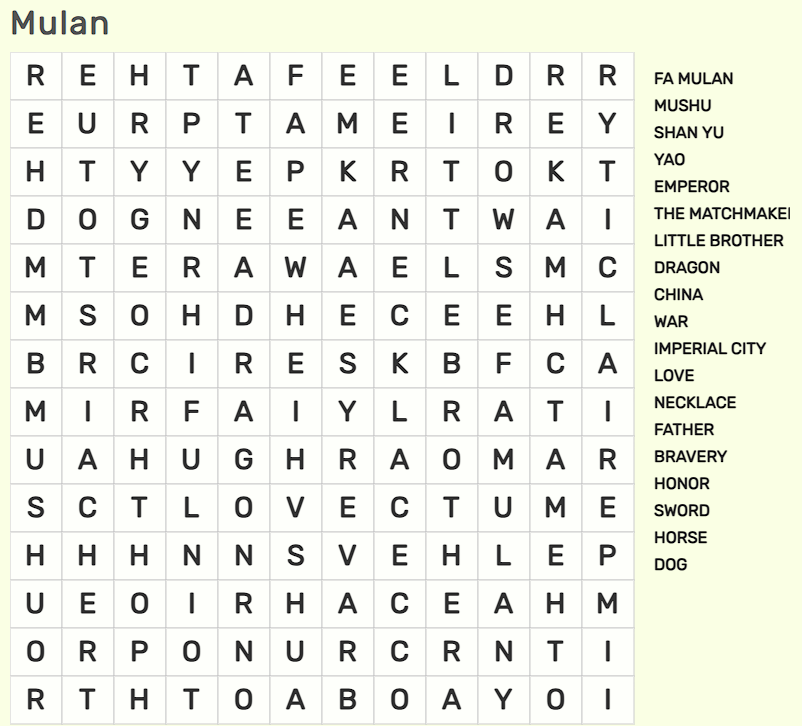 Mulan
R E H T A F E E L D R R
E U R P T A M E I R E Y
H T Y Y E P K R T O K T
D O G N E E A N T W A I
M T E R A W A E L S M C
M S O H D H E C E E H L
B R C I R E S K B F C A
M I R F A I Y L R A T I
U A H U G H R A O M A R
S C T L O V E C T U M E
H H H N N S V E H L E P
U E O I R H A C E A H M
O R P O N U R C R N T I
R T H T O A B O A Y O I
FA MULAN
MUSHU
SHAN YU
YAO
EMPEROR
THE MATCHMAKE
LITTLE BROTHER
DRAGON
CHINA
WAR
IMPERIAL CITY
LOVE
NECKLACE
FATHER
BRAVERY
HONOR
SWORD
HORSE
DOG